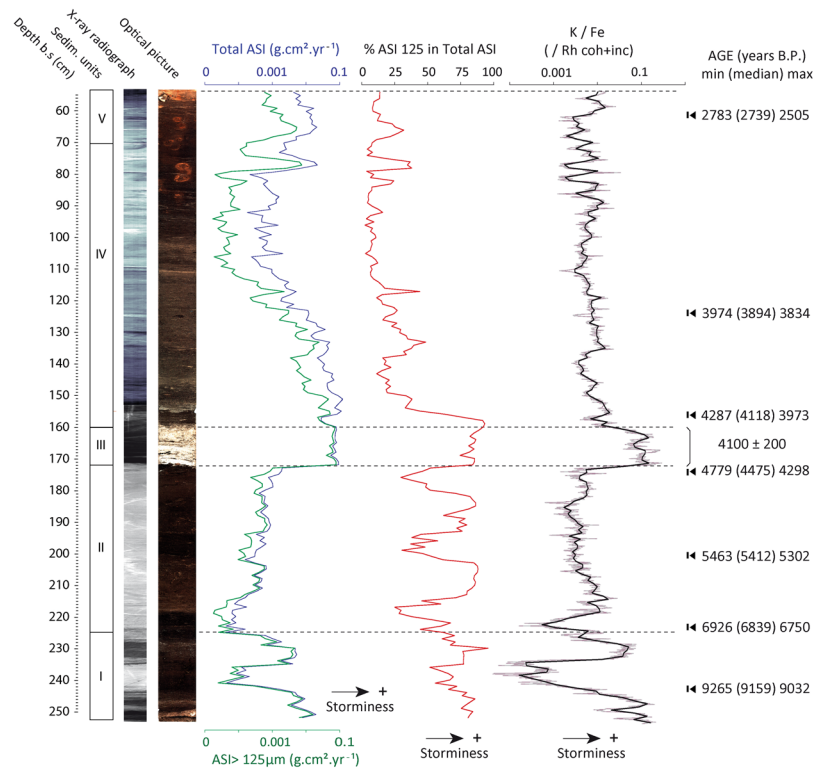 Depth b.s (cm)
Sedim. units
X-ray radiograph
Optical picture
Total ASI (g.cm².yr⁻¹)
0 0.001 0.1
% ASI 125 in Total ASI
0 25 50 75 100
K / Fe
(/ Rh coh+inc)
0.001 0.1
AGE (years B.P.)
min (median) max
60
70
80
90
100
110
120
130
140
150
160
170
180
190
200
210
220
230
240
250
V
IV
III
II
I
2783 (2739) 2505
3974 (3894) 3834
4287 (4118) 3973
4100 ± 200
4779 (4475) 4298
5463 (5412) 5302
6926 (6839) 6750
9265 (9159) 9032
+
Storminess
0 0.001 0.1
ASI> 125µm (g.cm².yr⁻¹)
+
Storminess
+
Storminess